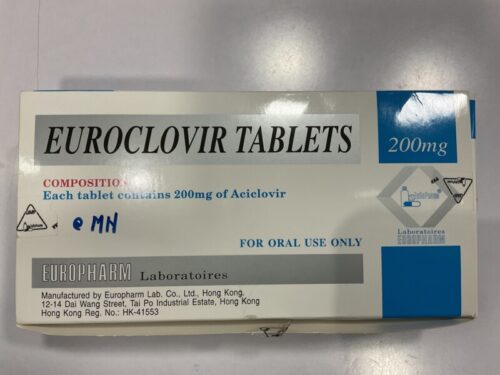 EUROCLOVIR TABLETS
200mg
COMPOSITION
Each tablet contains 200mg of Aciclovir
e MN
FOR ORAL USE ONLY
Laboratoires
EUROPHARM
EUROPHARM Laboratoires
Manufactured by Europharm Lab. Co., Ltd., Hong Kong.
12-14 Dai Wang Street, Tai Po Industrial Estate, Hong Kong
Hong Kong Reg. No.: HK-41553